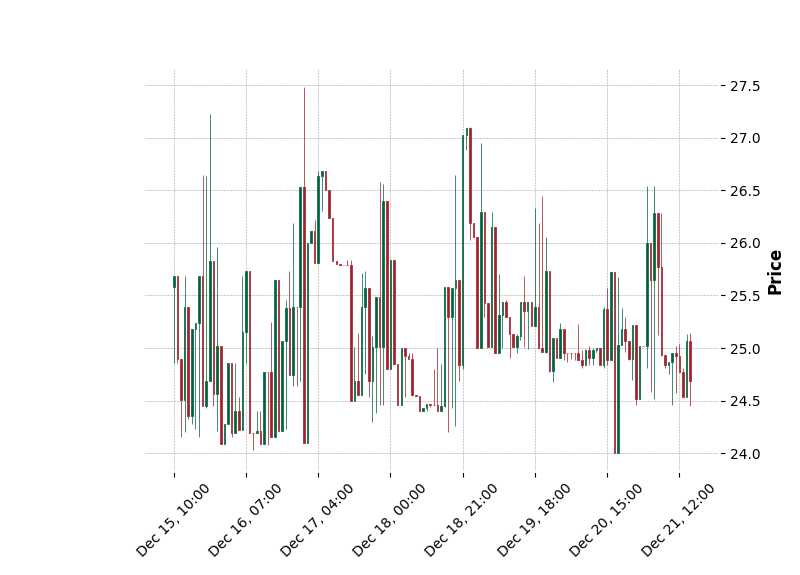 27.5
27.0
26.5
26.0
25.5
25.0
24.5
24.0
Price
Dec 15, 10:00
Dec 16, 07:00
Dec 17, 04:00
Dec 18, 00:00
Dec 18, 21:00
Dec 19, 18:00
Dec 20, 15:00
Dec 21, 12:00